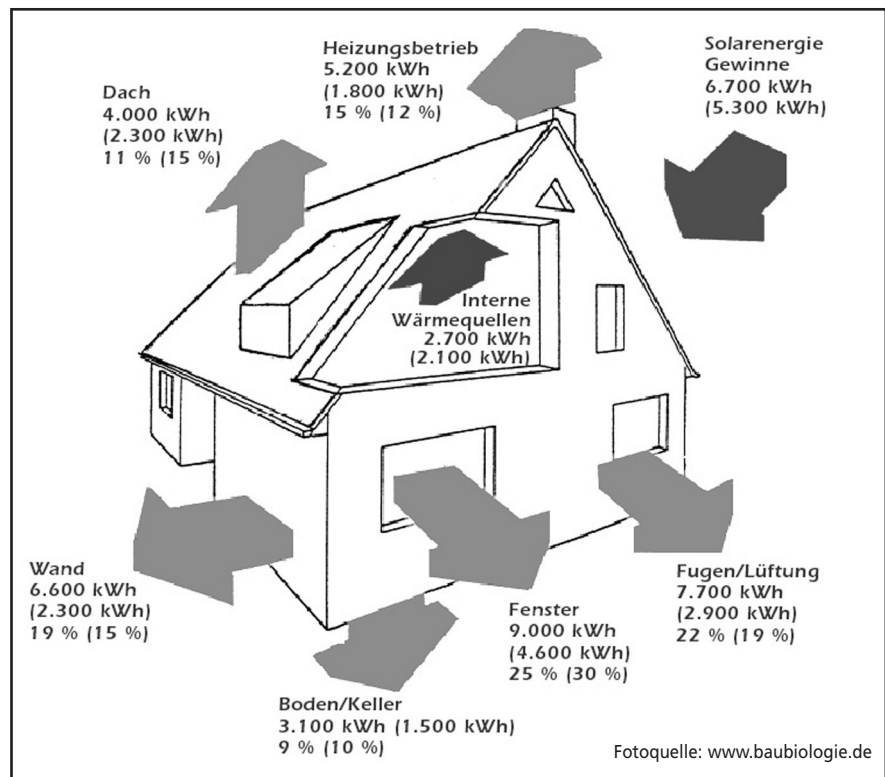 Heizungsbetrieb
5.200 kWh
(1.800 kWh)
15 % (12 %)
Solarenergie
Gewinne
6.700 kWh
(5.300 kWh)
Dach
4.000 kWh
(2.300 kWh)
11 % (15 %)
Interne
Wärmequellen
2.700 kWh
(2.100 kWh)
Wand
6.600 kWh
(2.300 kWh)
19 % (15 %)
Fugen/Lüftung
7.700 kWh
(2.900 kWh)
22 % (19 %)
Fenster
9.000 kWh
(4.600 kWh)
25 % (30 %)
Boden/Keller
3.100 kWh (1.500 kWh)
9 % (10 %)
Fotoquelle: www.baubiologie.de